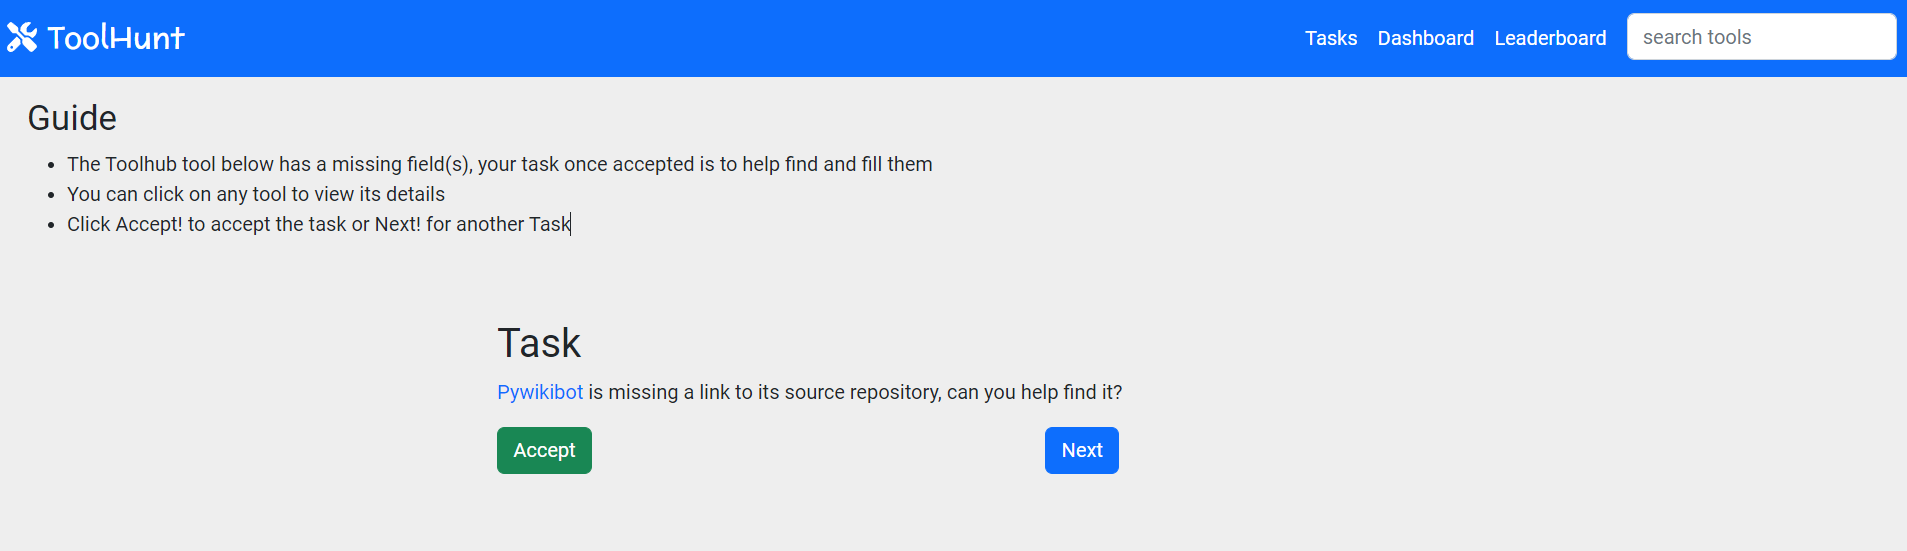 ToolHunt
Tasks Dashboard Leaderboard search tools
Guide
• The Toolhub tool below has a missing field(s), your task once accepted is to help find and fill them
• You can click on any tool to view its details
• Click Accept! to accept the task or Next! for another Task
Task
Pywikibot is missing a link to its source repository, can you help find it?
Accept Next